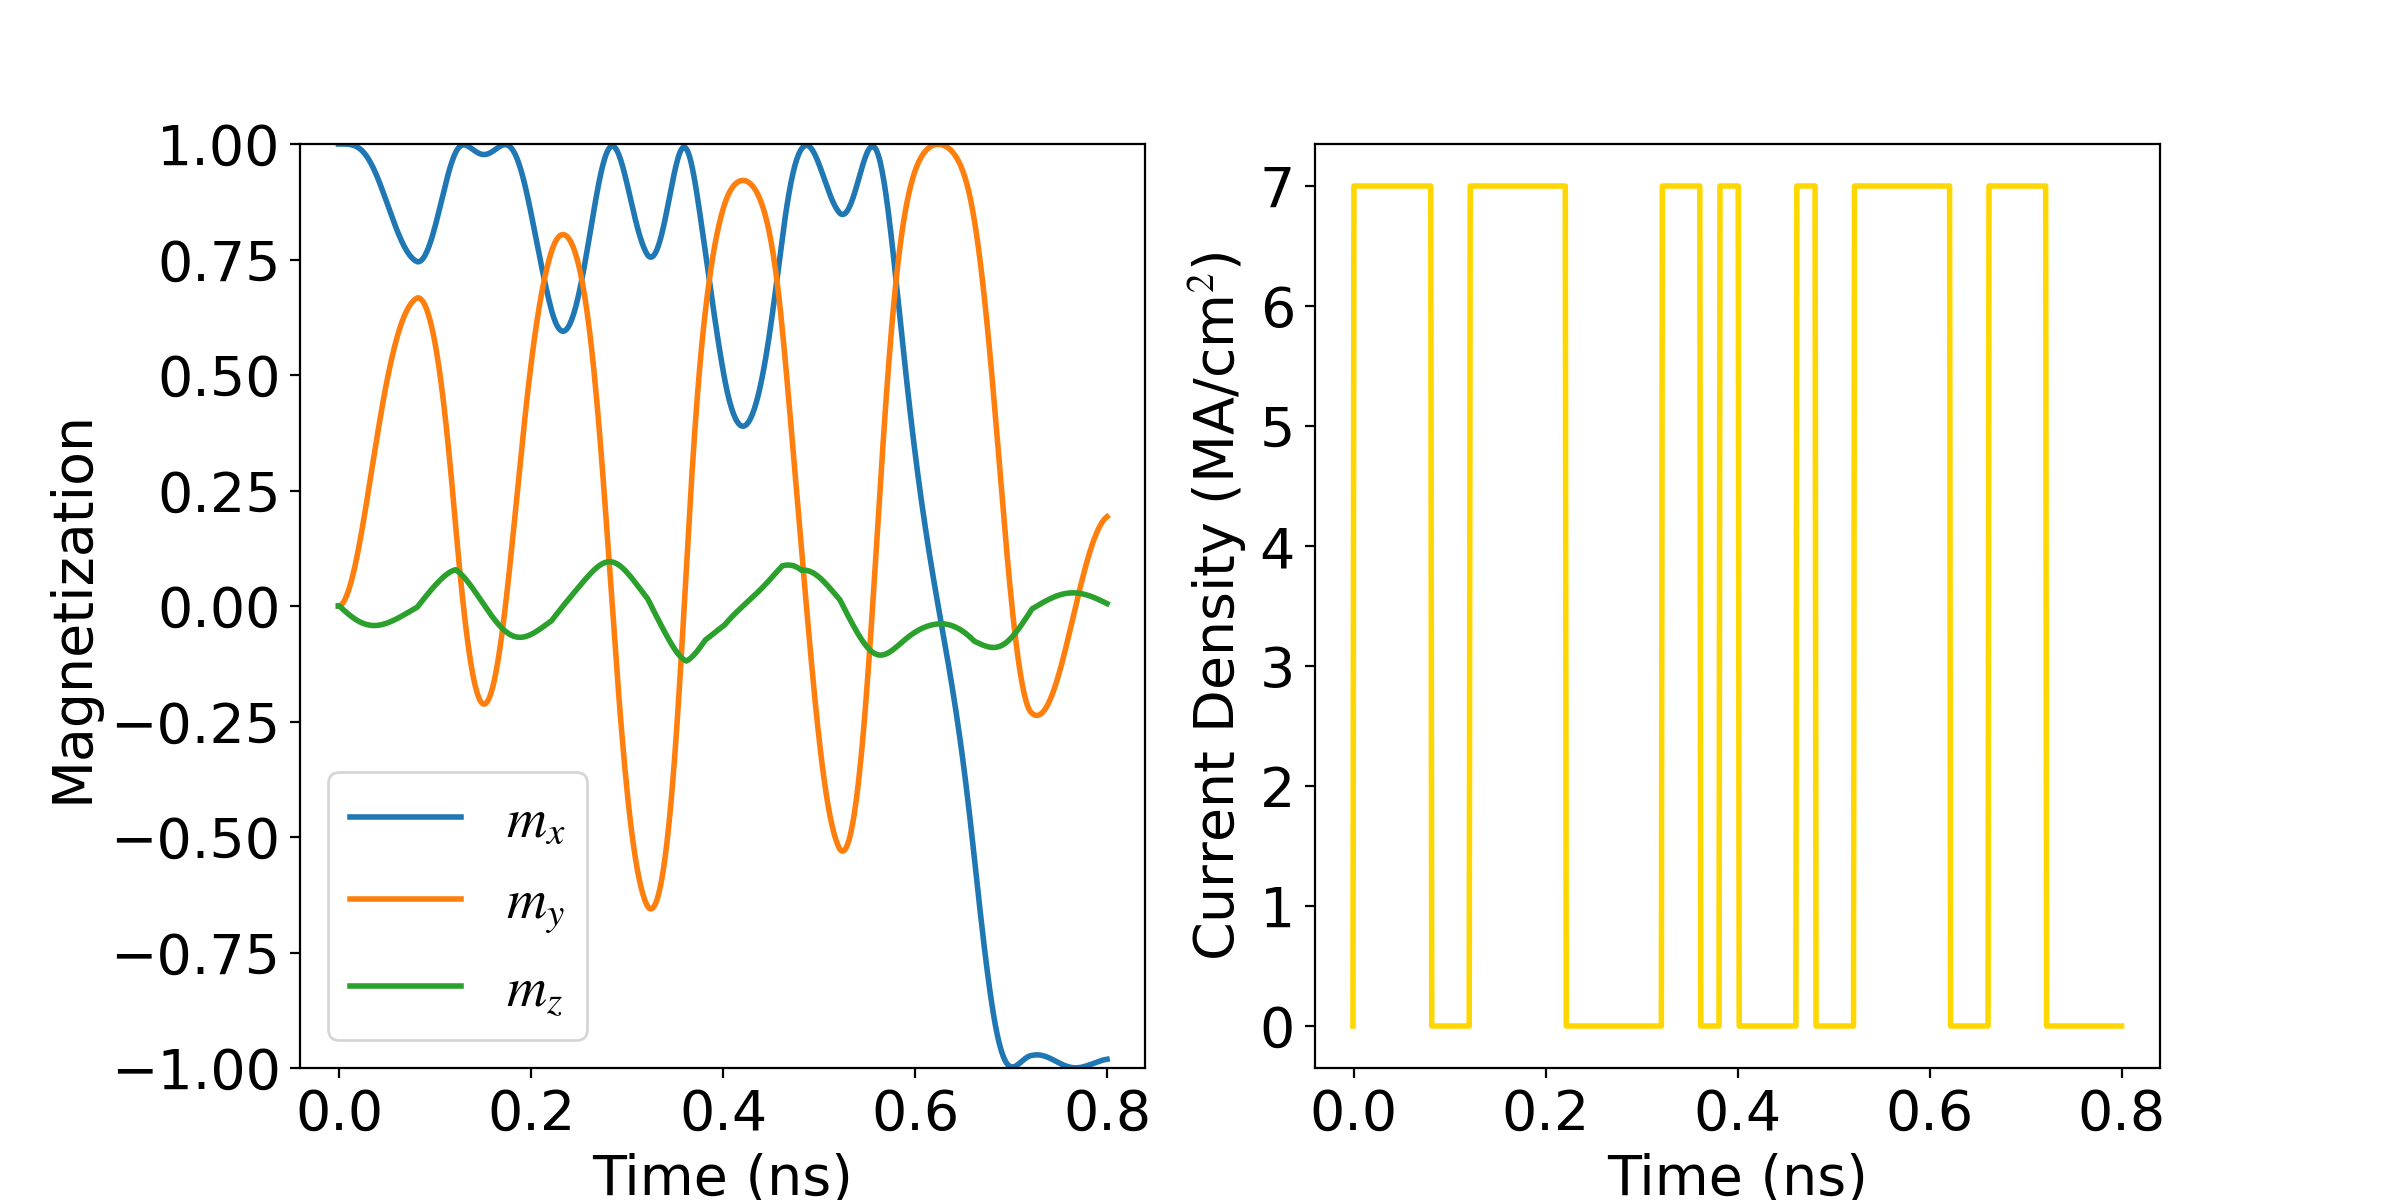 Magnetization
1.00
0.75
0.50
0.25
0.00
−0.25
−0.50
−0.75
−1.00
m_x
m_y
m_z
0.0 0.2 0.4 0.6 0.8
Time (ns)
Current Density (MA/cm²)
7
6
5
4
3
2
1
0
0.0 0.2 0.4 0.6 0.8
Time (ns)